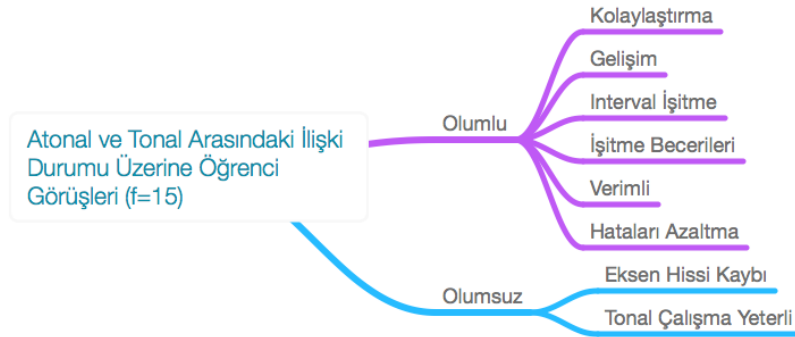 Atonal ve Tonal Arasındaki İlişki
Durumu Üzerine Öğrenci
Görüşleri (f=15)
Olumlu
Kolaylaştırma
Gelişim
Interval İşitme
İşitme Becerileri
Verimli
Hataları Azaltma
Olumsuz
Eksen Hissi Kaybı
Tonal Çalışma Yeterli